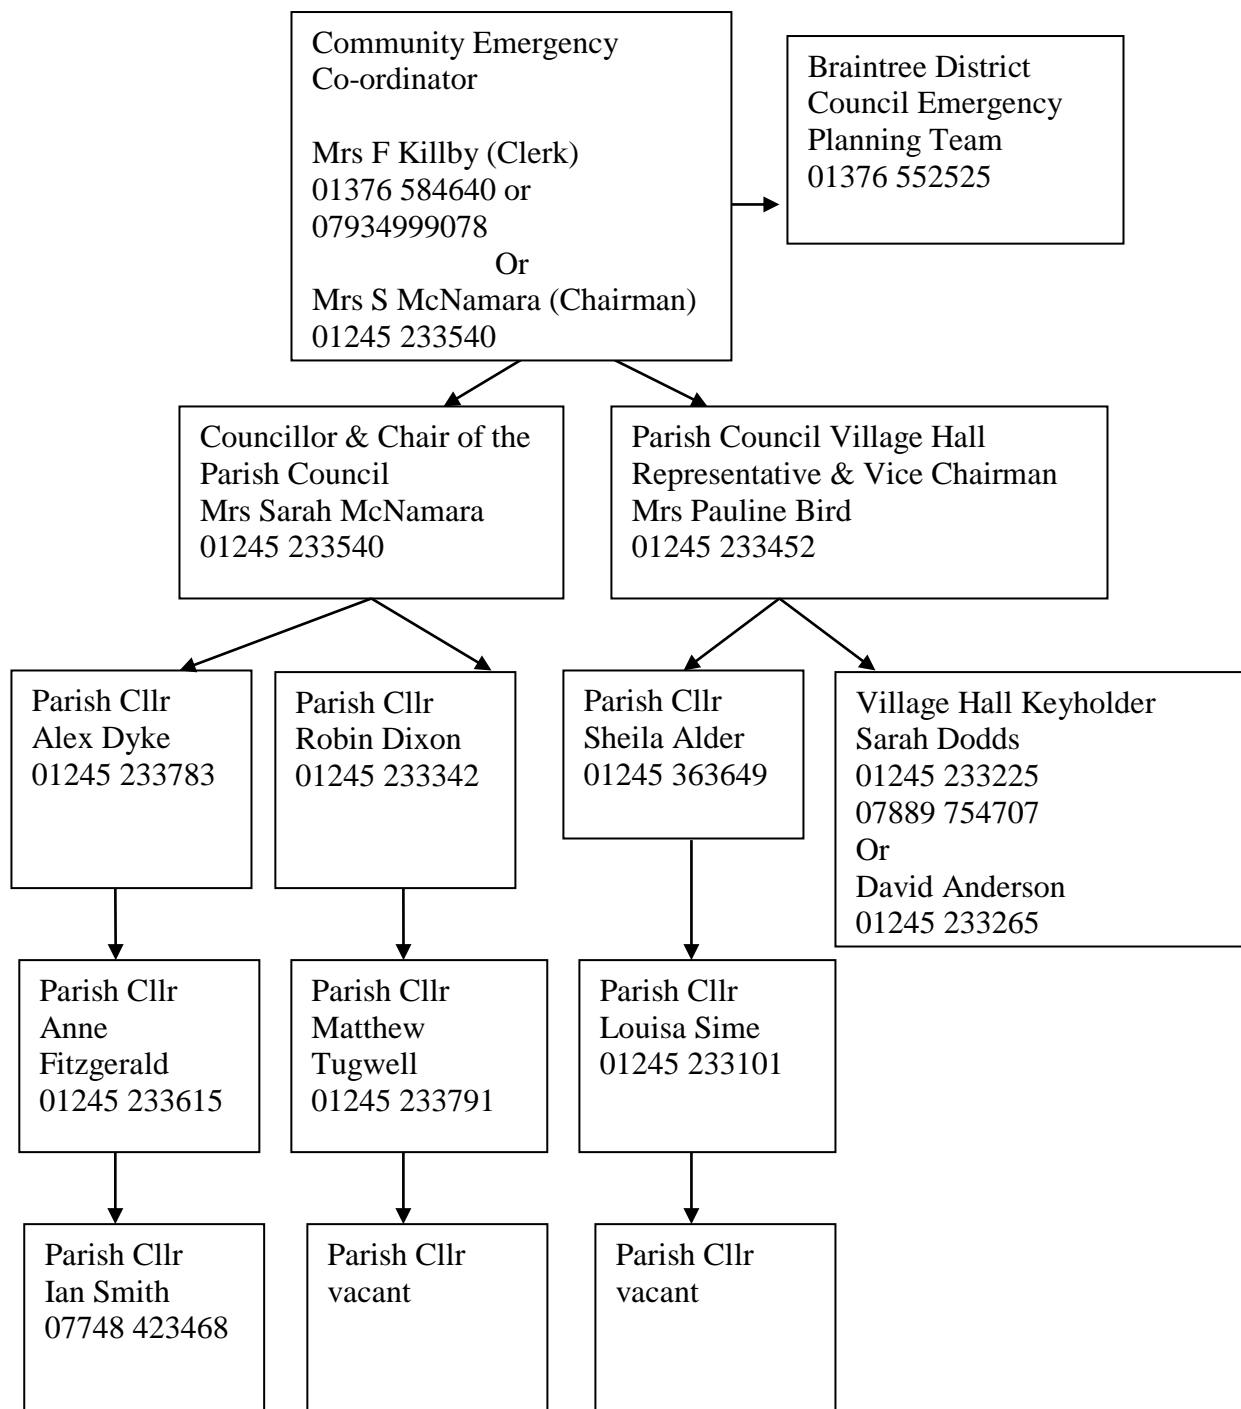 Community Emergency
Co-ordinator
Mrs F Killby (Clerk)
01376 584640 or
07934999078
Or
Mrs S McNamara (Chairman)
01245 233540
Braintree District
Council Emergency
Planning Team
01376 552525
Councillor & Chair of the
Parish Council
Mrs Sarah McNamara
01245 233540
Parish Council Village Hall
Representative & Vice Chairman
Mrs Pauline Bird
01245 233452
Parish Cllr
Alex Dyke
01245 233783
Parish Cllr
Robin Dixon
01245 233342
Parish Cllr
Sheila Alder
01245 363649
Village Hall Keyholder
Sarah Dodds
01245 233225
07889 754707
Or
David Anderson
01245 233265
Parish Cllr
Anne
Fitzgerald
01245 233615
Parish Cllr
Matthew
Tugwell
01245 233791
Parish Cllr
Louisa Sime
01245 233101
Parish Cllr
Ian Smith
07748 423468
Parish Cllr
vacant
Parish Cllr
vacant